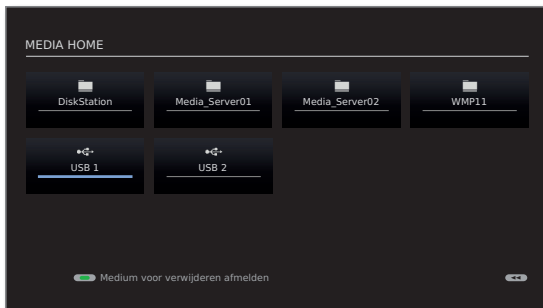 MEDIA HOME
DiskStation Media_Server01 Media_Server02 WMP11
USB 1 USB 2
Medium voor verwijderen afmelden